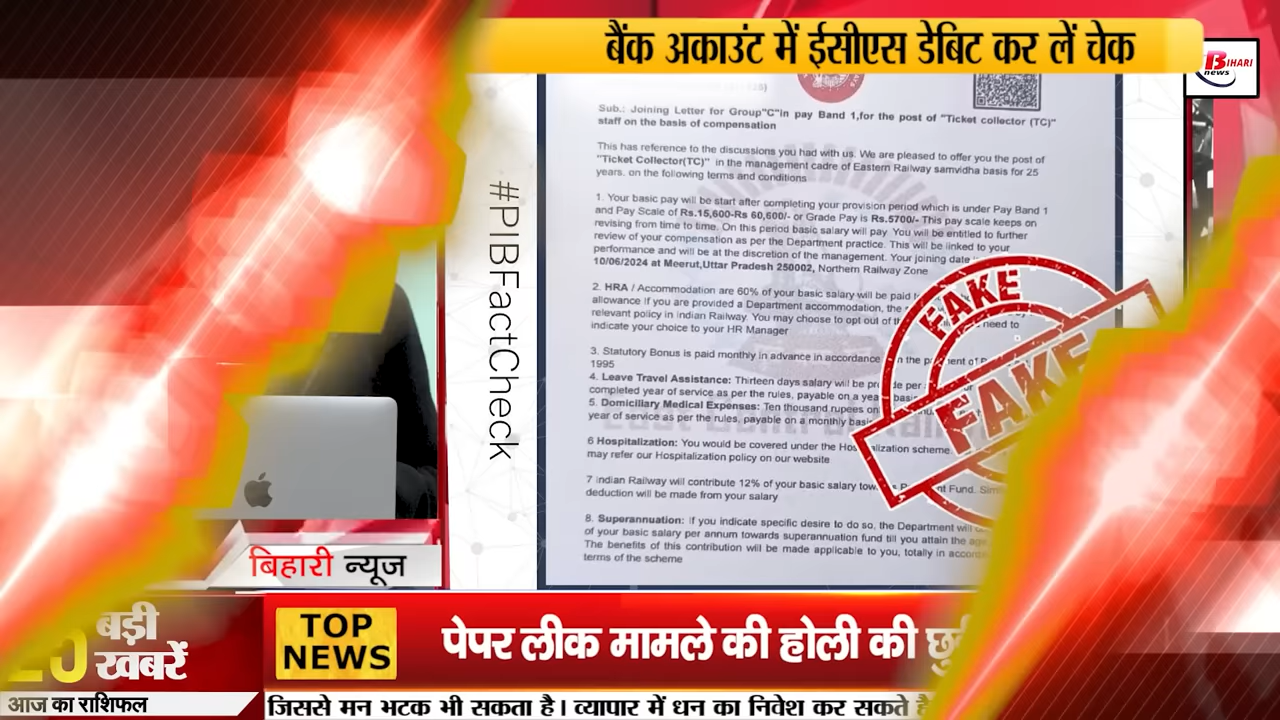 बैंक अकाउंट में ईसीएस डेबिट कर लें चेक
BIHARI
news
#PIBFactCheck
Sub.: Joining Letter for Group"C"in pay Band 1,for the post of "Ticket collector (TC)"
staff on the basis of compensation
This has reference to the discussions you had with us. We are pleased to offer you the post of
"Ticket Collector(TC)" in the management cadre of Eastern Railway samvidha basis for 25
years. on the following terms and conditions
1. Your basic pay will be start after completing your provision period which is under Pay Band 1
and Pay Scale of Rs.15,600-Rs 60,600/- or Grade Pay is Rs.5700/- This pay scale keeps on
revising from time to time. On this period basic salary will pay. You will be entitled to further
review of your compensation as per the Department practice. This will be linked to your
performance and will be at the discretion of the management. Your joining date
10/06/2024 at Meerut,Uttar Pradesh 250002, Northern Railway Zone
2. HRA / Accommodation are 60% of your basic salary will be paid
allowance If you are provided a Department accommodation, the
relevant policy in Indian Railway. You may choose to opt out of need to
indicate your choice to your HR Manager
3. Statutory Bonus is paid monthly in advance in accordance
1995
4. Leave Travel Assistance: Thirteen days salary will be per
completed year of service as per the rules, payable on a
5. Domiciliary Medical Expenses: Ten thousand rupees
year of service as per the rules, payable on a monthly
6 Hospitalization: You would be covered under the scheme.
may refer our Hospitalization policy on our website
7 Indian Railway will contribute 12% of your basic salary Fund.
deduction will be made from your salary
8. Superannuation: If you indicate specific desire to do so, the Department will
of your basic salary per annum towards superannuation fund till you attain the
The benefits of this contribution will be made applicable to you, totally in
terms of the scheme
FAKE
FAKE
बिहारी न्यूज
बड़ी
खबरें
TOP
NEWS
पेपर लीक मामले की होली की
आज का राशिफल
जिससे मन भटक भी सकता है। व्यापार में धन का निवेश कर सकते